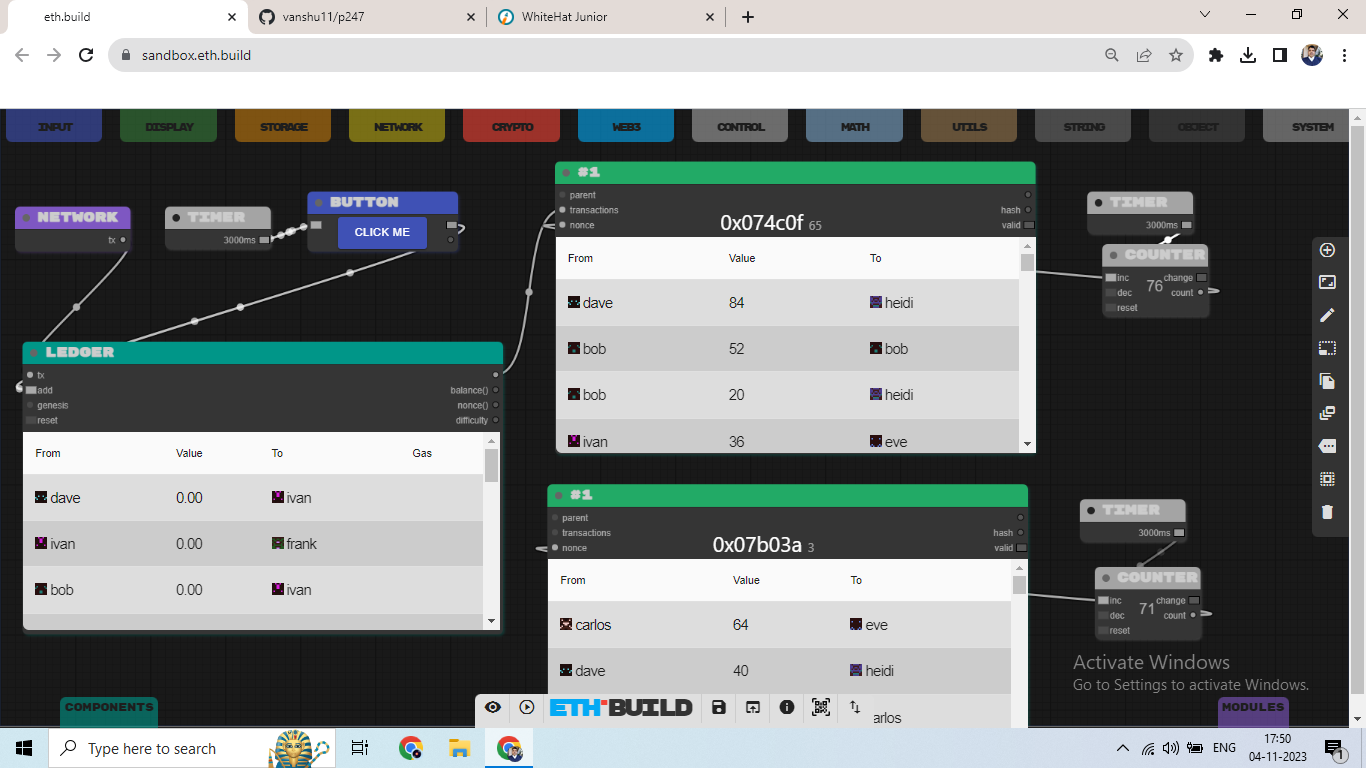 eth.build
vanshu11/p247
WhiteHat Junior
sandbox.eth.build
INPUT DISPLAY STORAGE NETWORK CRYPTO WEB3 CONTROL MATH UTILS STRING OBJECT SYSTEM
NETWORK
tx
TIMER
3000ms
BUTTON
CLICK ME
#1
parent
transactions
nonce
0x074c0f 65
hash
valid
From Value To
dave 84 heidi
bob 52 bob
bob 20 heidi
ivan 36 eve
TIMER
3000ms
COUNTER
inc 76 change
dec count
reset
LEDGER
tx
add balance()
genesis nonce()
reset difficulty
From Value To Gas
dave 0.00 ivan
ivan 0.00 frank
bob 0.00 ivan
#1
parent
transactions hash
nonce 0x07b03a 3 valid
From Value To
carlos 64 eve
dave 40 heidi
carlos
TIMER
3000ms
COUNTER
inc 71 change
dec count
reset
Activate Windows
Go to Settings to activate Windows.
COMPONENTS
ETH.BUILD
MODULES
Type here to search
ENG
17:50
04-11-2023
1